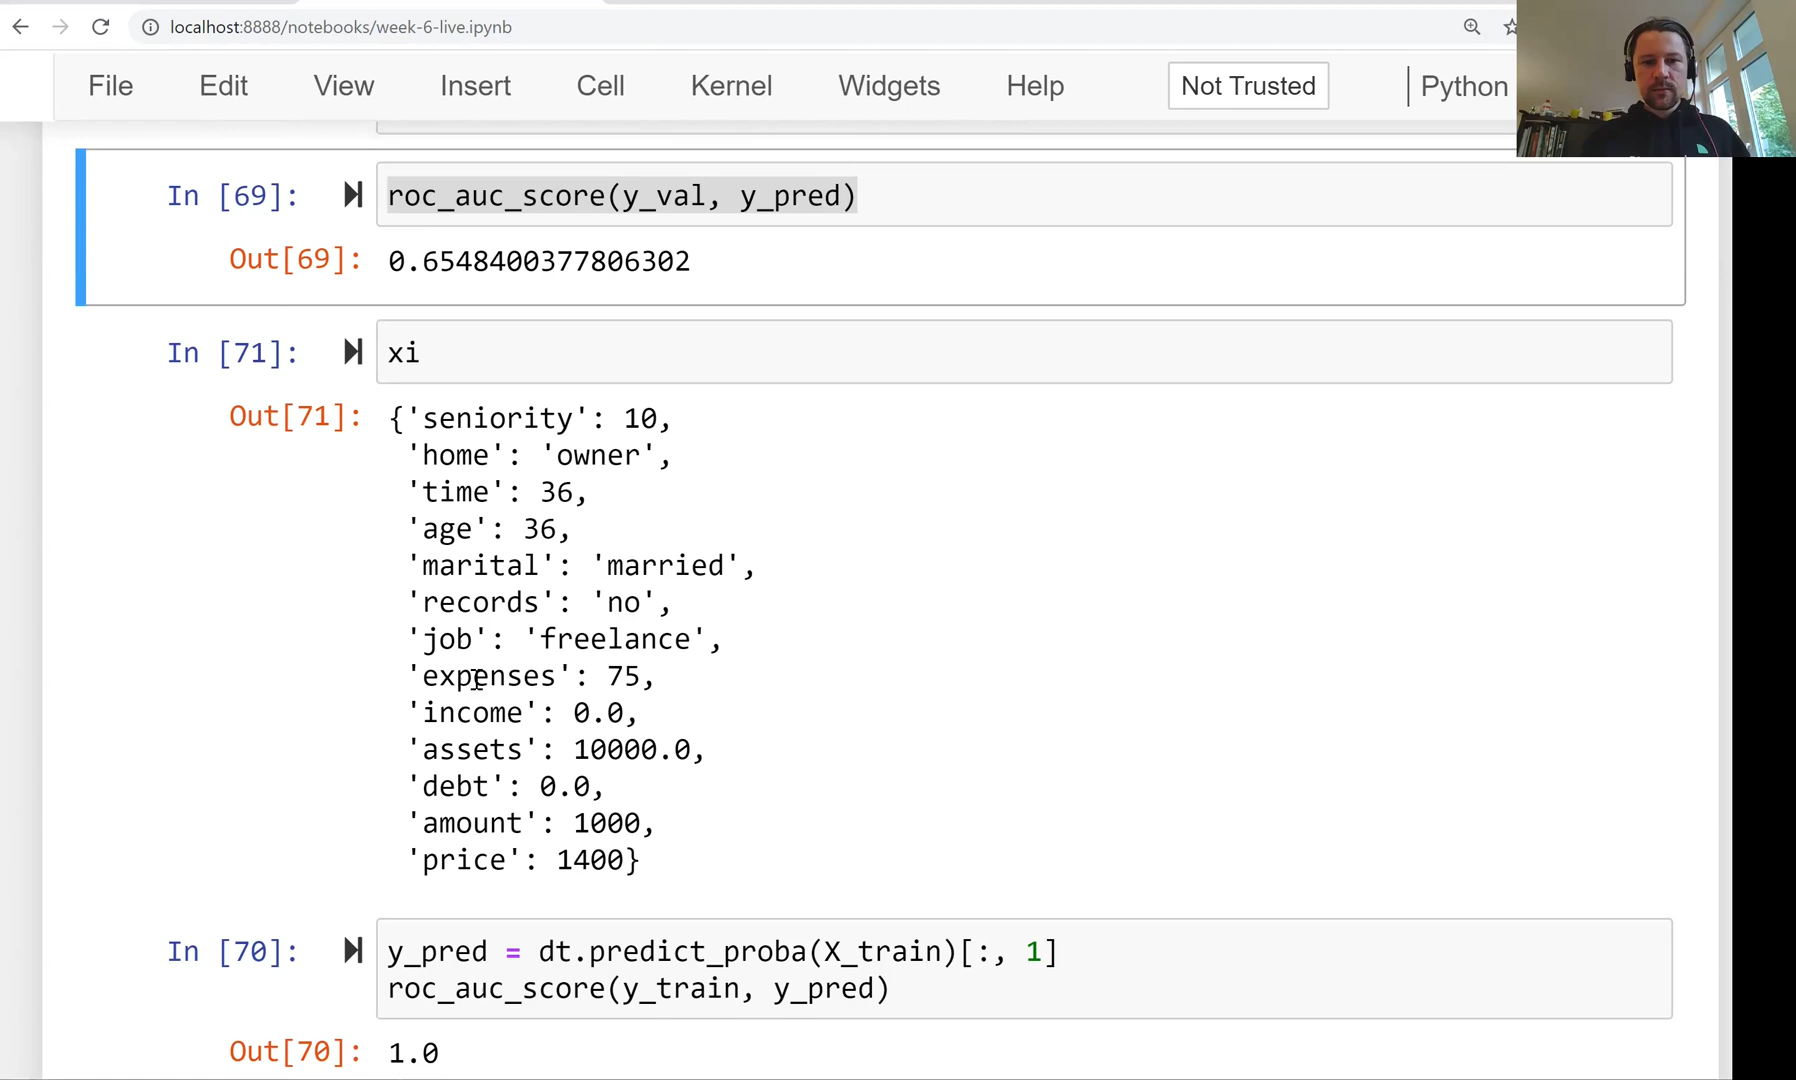 localhost:8888/notebooks/week-6-live.ipynb
File Edit View Insert Cell Kernel Widgets Help Not Trusted Python
In [69]: roc_auc_score(y_val, y_pred)
Out[69]: 0.6548400377806302
In [71]: xi
Out[71]: {'seniority': 10,
'home': 'owner',
'time': 36,
'age': 36,
'marital': 'married',
'records': 'no',
'job': 'freelance',
'expenses': 75,
'income': 0.0,
'assets': 10000.0,
'debt': 0.0,
'amount': 1000,
'price': 1400}
In [70]: y_pred = dt.predict_proba(X_train)[:, 1]
roc_auc_score(y_train, y_pred)
Out[70]: 1.0